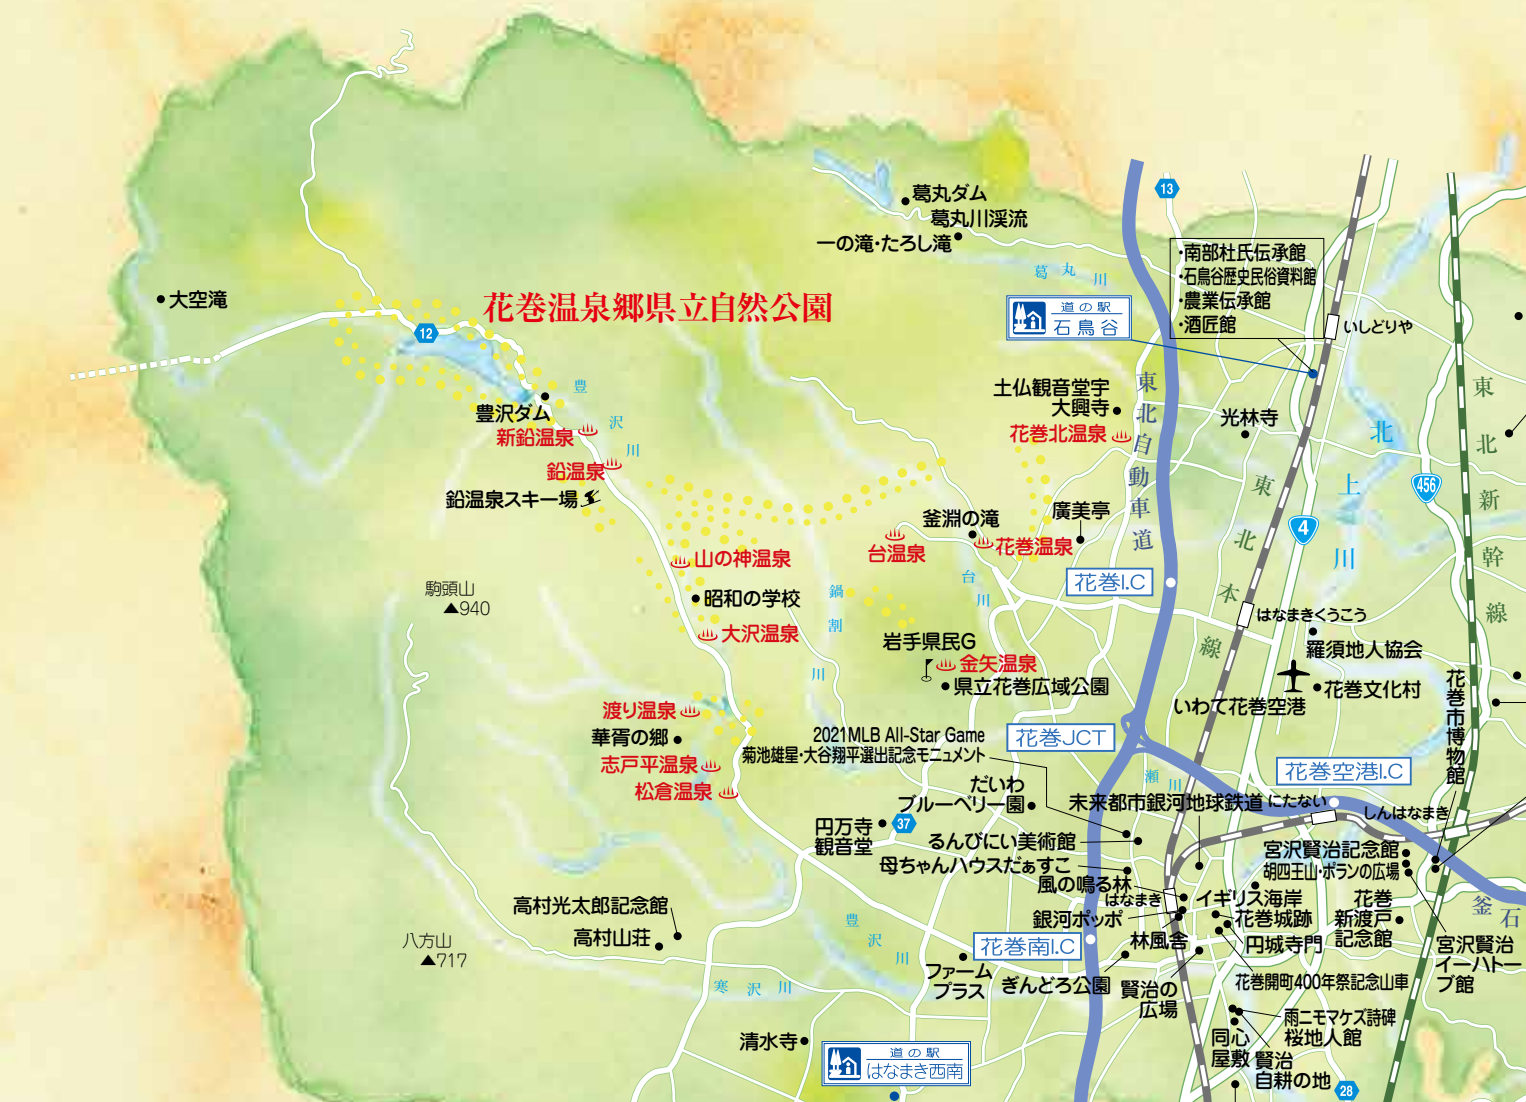 葛丸ダム
葛丸川渓流
一の滝・たろし滝
葛丸川
13
・南部杜氏伝承館
・石鳥谷歴史民俗資料館
・農業伝承館
・酒匠館
道の駅
石鳥谷
いしどりや
大空滝
花巻温泉郷県立自然公園
12
豊沢川
豊沢ダム
新鉛温泉
鉛温泉
鉛温泉スキー場
土仏観音堂宇
大興寺
花巻北温泉
東北自動車道
光林寺
北上川
東北本線
東北新幹線
456
4
釜淵の滝
廣美亭
台温泉
花巻温泉
台川
花巻I.C
山の神温泉
昭和の学校
大沢温泉
鍋割川
駒頭山
▲940
岩手県民G
金矢温泉
県立花巻広域公園
はなまきくうこう
羅須地人協会
花巻文化村
いわて花巻空港
花巻市博物館
渡り温泉
華胥の郷
志戸平温泉
松倉温泉
2021MLB All-Star Game
菊池雄星・大谷翔平選出記念モニュメント
花巻JCT
花巻空港I.C
瀬川
だいわ
ブルーベリー園
未来都市銀河地球鉄道
にたない
しんはなまき
円万寺
観音堂
37
るんびにい美術館
母ちゃんハウスだぁすこ
風の鳴る林
はなまき
銀河ポッポ
林風舎
宮沢賢治記念館
胡四王山・ポランの広場
イギリス海岸
花巻城跡
円城寺門
花巻
新渡戸
記念館
釜石
宮沢賢治
イーハトー
ブ館
高村光太郎記念館
高村山荘
八方山
▲717
豊沢川
寒沢川
花巻南I.C
ファーム
プラス
ぎんどろ公園
賢治の
広場
花巻開町400年祭記念山車
雨ニモマケズ詩碑
桜地人館
同心
屋敷
賢治
自耕の地
清水寺
道の駅
はなまき西南
28